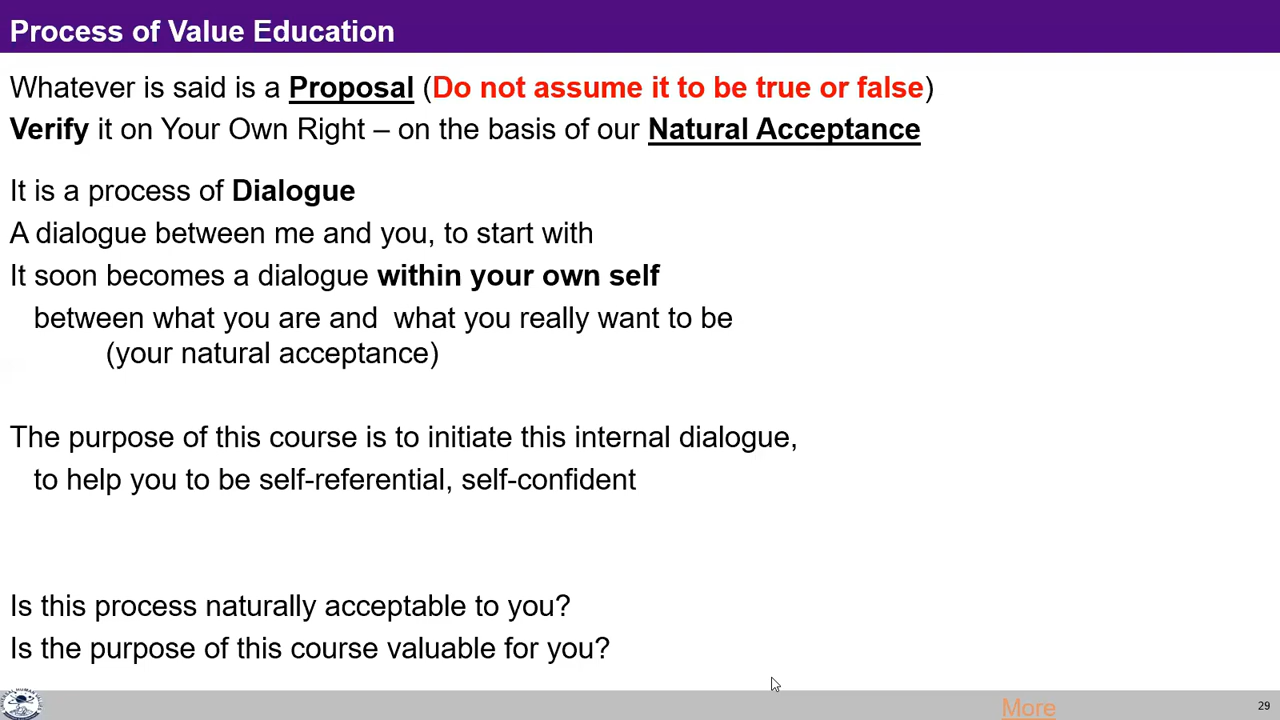 Process of Value Education
Whatever is said is a Proposal (Do not assume it to be true or false)
Verify it on Your Own Right – on the basis of our Natural Acceptance
It is a process of Dialogue
A dialogue between me and you, to start with
It soon becomes a dialogue within your own self
between what you are and  what you really want to be
(your natural acceptance)
The purpose of this course is to initiate this internal dialogue,
to help you to be self-referential, self-confident
Is this process naturally acceptable to you?
Is the purpose of this course valuable for you?
More
29